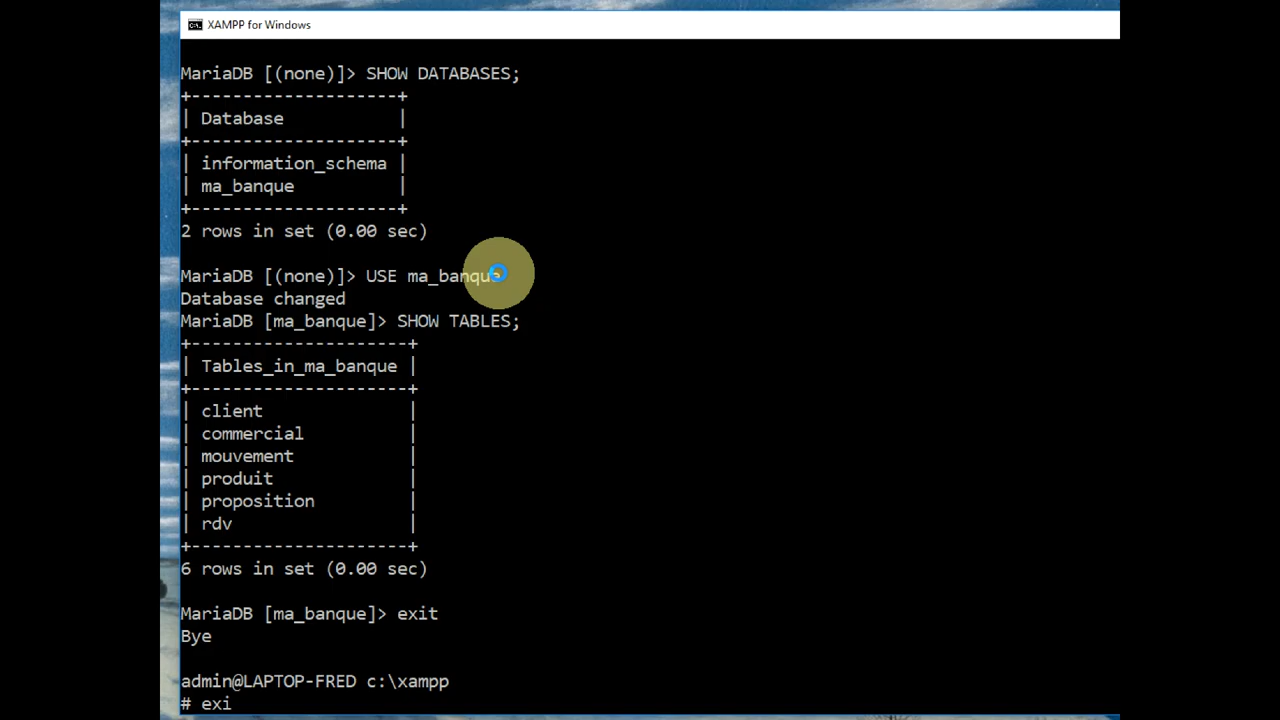 XAMPP for Windows
MariaDB [(none)]> SHOW DATABASES;
+--------------------+
| Database           |
+--------------------+
| information_schema |
| ma_banque          |
+--------------------+
2 rows in set (0.00 sec)
MariaDB [(none)]> USE ma_banque
Database changed
MariaDB [ma_banque]> SHOW TABLES;
+---------------------+
| Tables_in_ma_banque |
+---------------------+
| client              |
| commercial          |
| mouvement           |
| produit             |
| proposition         |
| rdv                 |
+---------------------+
6 rows in set (0.00 sec)
MariaDB [ma_banque]> exit
Bye
admin@LAPTOP-FRED c:\xampp
# exi